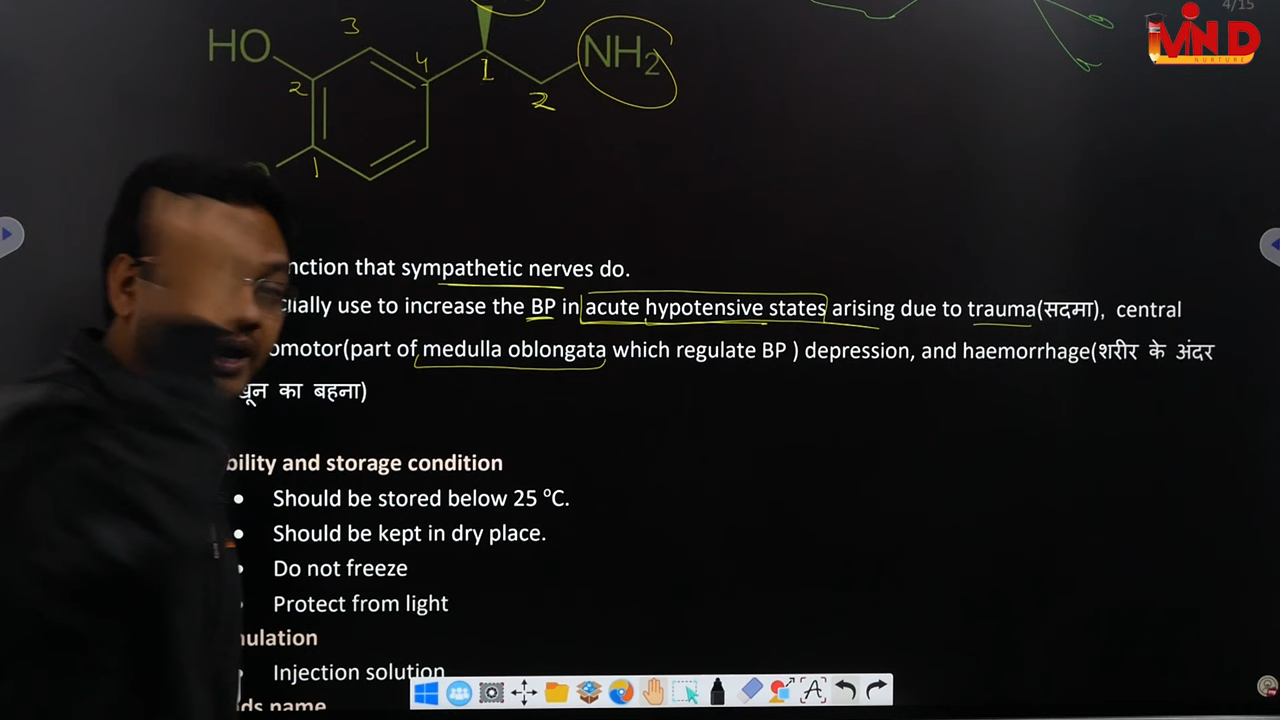 4/15
MIND
NURTURE
3
HO
NH2
4
2
1
2
1
nction that sympathetic nerves do.
ually use to increase the BP in acute hypotensive states arising due to trauma(सदमा), central
omotor(part of medulla oblongata which regulate BP ) depression, and haemorrhage(शरीर के अंदर
खून का बहना)
bility and storage condition
Should be stored below 25 °C.
Should be kept in dry place.
Do not freeze
Protect from light
nulation
Injection solution
ds name